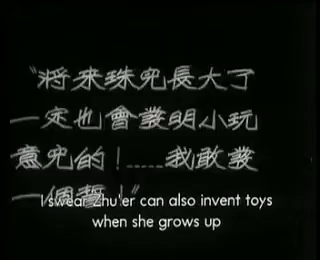 “將來珠兒長大了
一定也會發明小玩
意兒的！……我敢發
一個誓！”
I swear Zhu'er can also invent toys
when she grows up